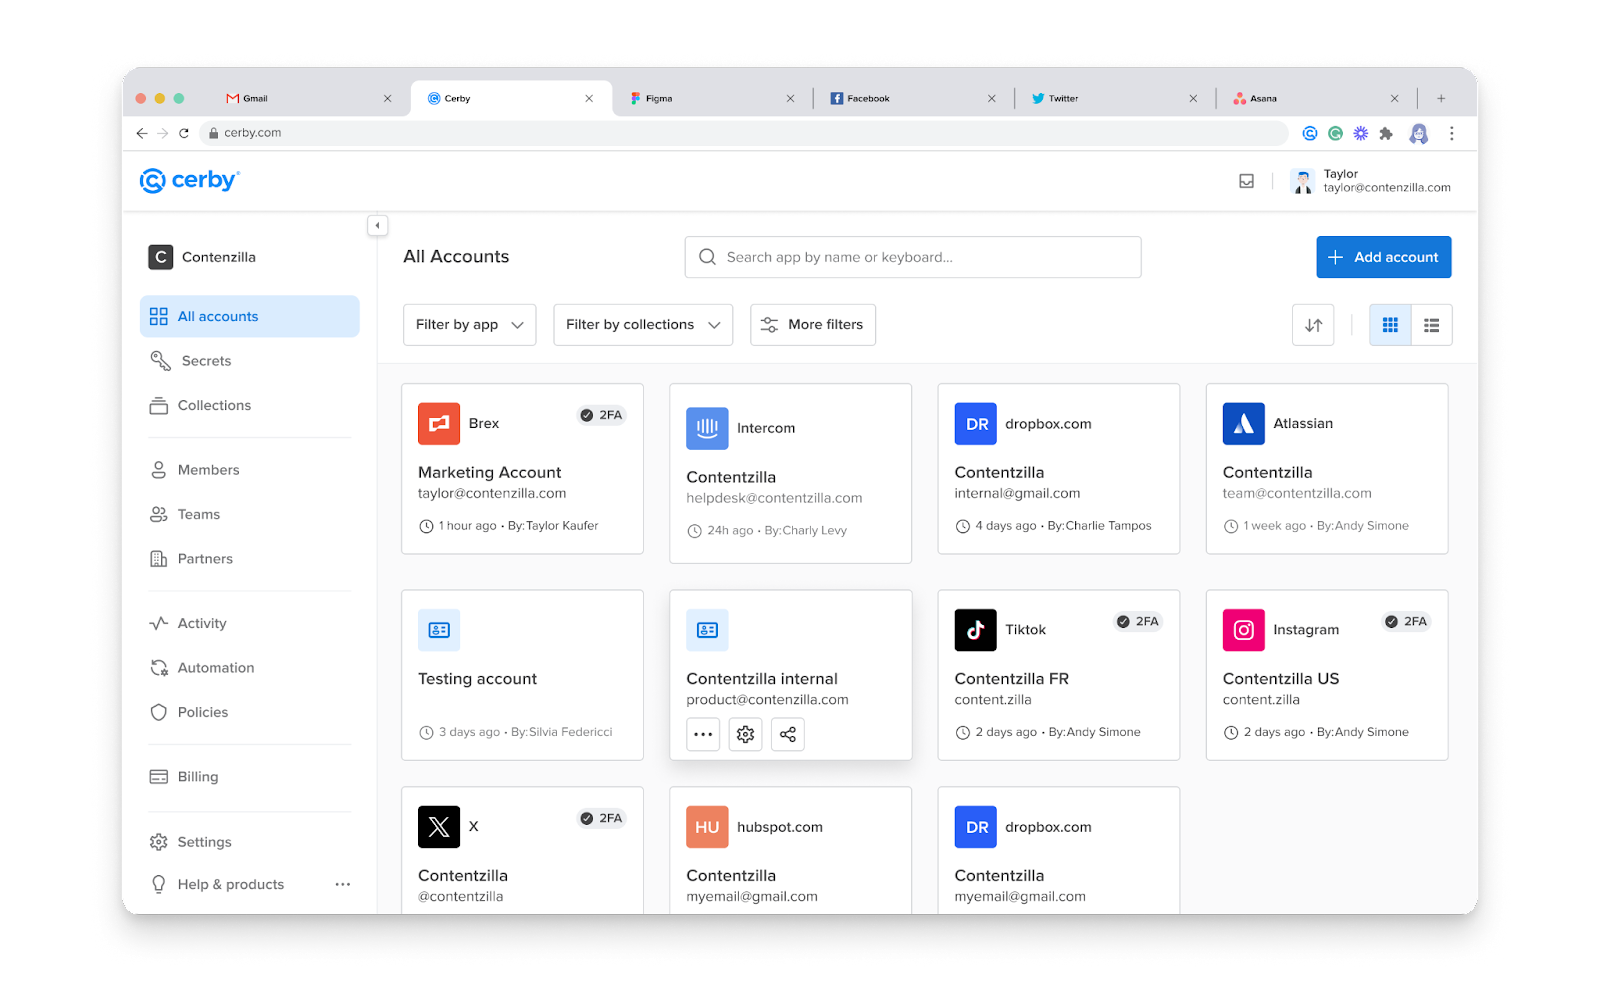 Gmail
Cerby
Figma
Facebook
Twitter
Asana
cerby.com
cerby
Taylor
taylor@contenzilla.com
C Contenzilla
All accounts
Secrets
Collections
Members
Teams
Partners
Activity
Automation
Policies
Billing
Settings
Help & products
All Accounts
Search app by name or keyboard...
Add account
Filter by app
Filter by collections
More filters
Brex
2FA
Marketing Account
taylor@contenzilla.com
1 hour ago • By:Taylor Kaufer
Intercom
Contentzilla
helpdesk@contentzilla.com
24h ago • By:Charly Levy
DR dropbox.com
Contentzilla
internal@gmail.com
4 days ago • By:Charlie Tampos
Atlassian
Contentzilla
team@contentzilla.com
1 week ago • By:Andy Simone
Testing account
3 days ago • By:Silvia Federicci
Contentzilla internal
product@contenzilla.com
Tiktok
2FA
Contentzilla FR
content.zilla
2 days ago • By:Andy Simone
Instagram
2FA
Contentzilla US
content.zilla
2 days ago • By:Andy Simone
X
2FA
Contentzilla
@contentzilla
HU hubspot.com
Contentzilla
myemail@gmail.com
DR dropbox.com
Contentzilla
myemail@gmail.com